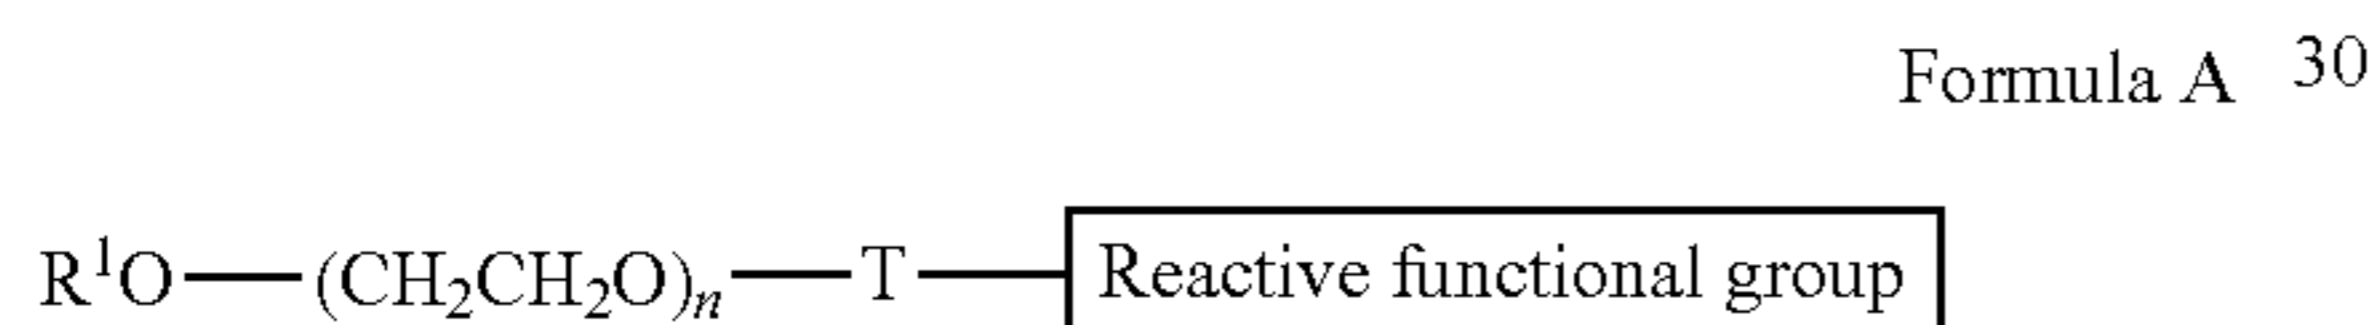 Formula A 30
R¹O—(CH₂CH₂O)ₙ—T—Reactive functional group